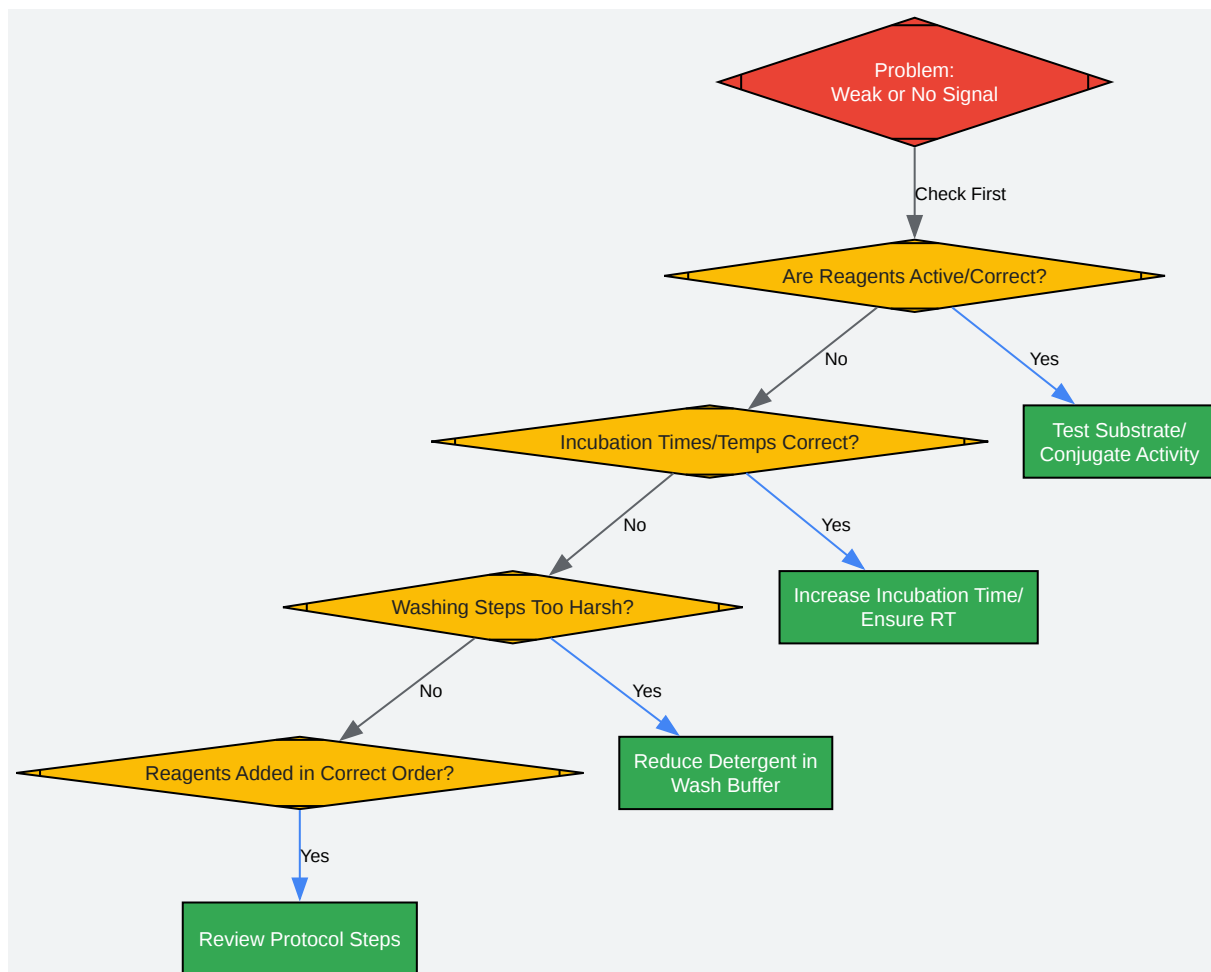 Problem:
Weak or No Signal
Check First
Are Reagents Active/Correct?
No
Yes
Incubation Times/Temps Correct?
Test Substrate/
Conjugate Activity
No
Yes
Washing Steps Too Harsh?
Increase Incubation Time/
Ensure RT
No
Yes
Reagents Added in Correct Order?
Reduce Detergent in
Wash Buffer
Yes
Review Protocol Steps